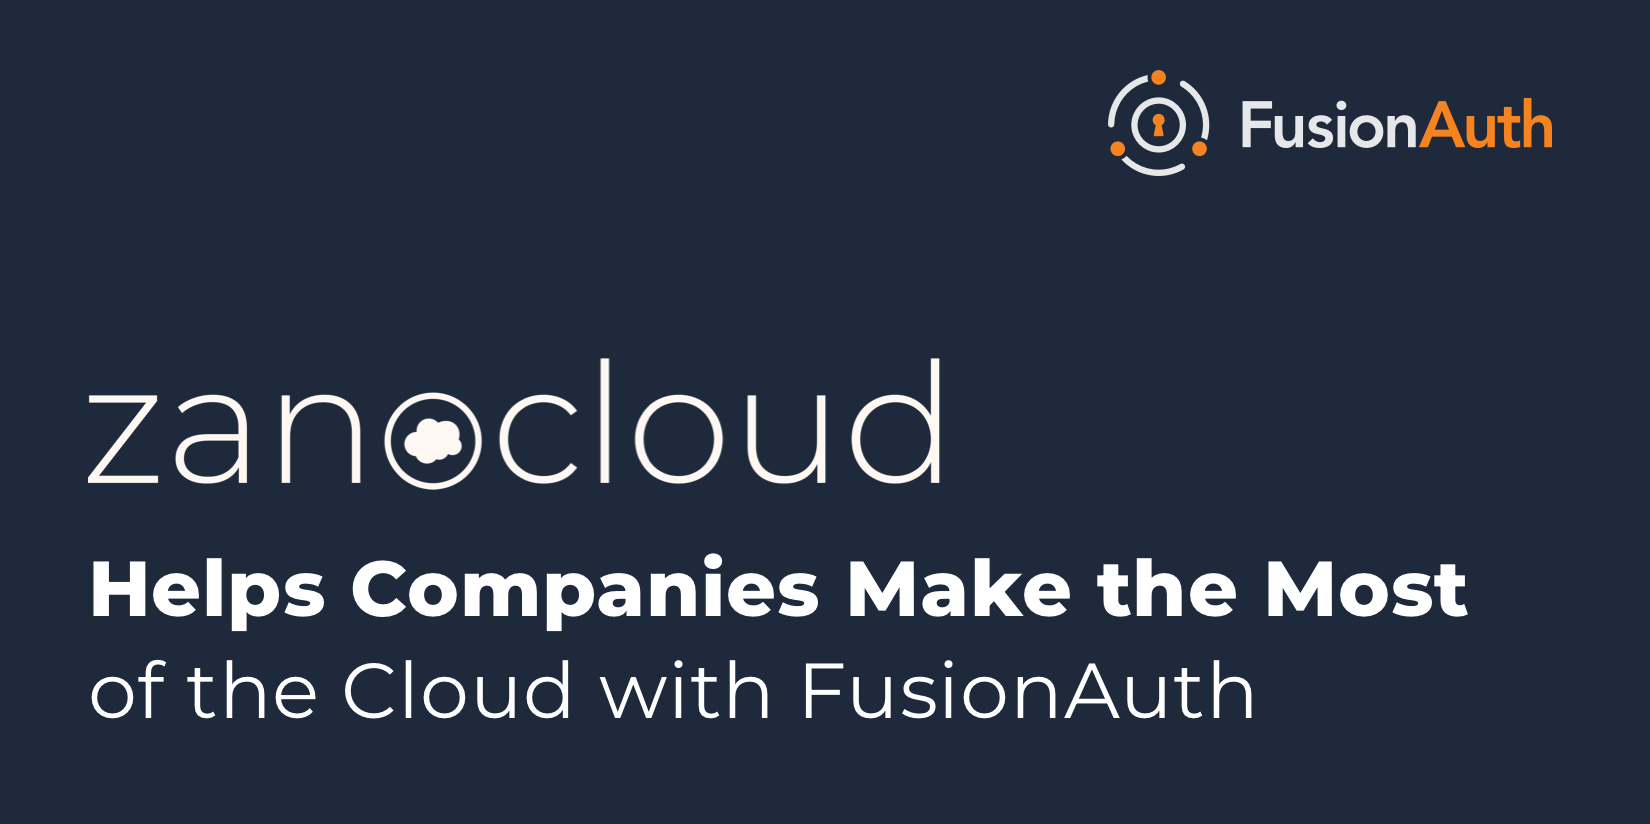 FusionAuth
zanocloud
Helps Companies Make the Most
of the Cloud with FusionAuth